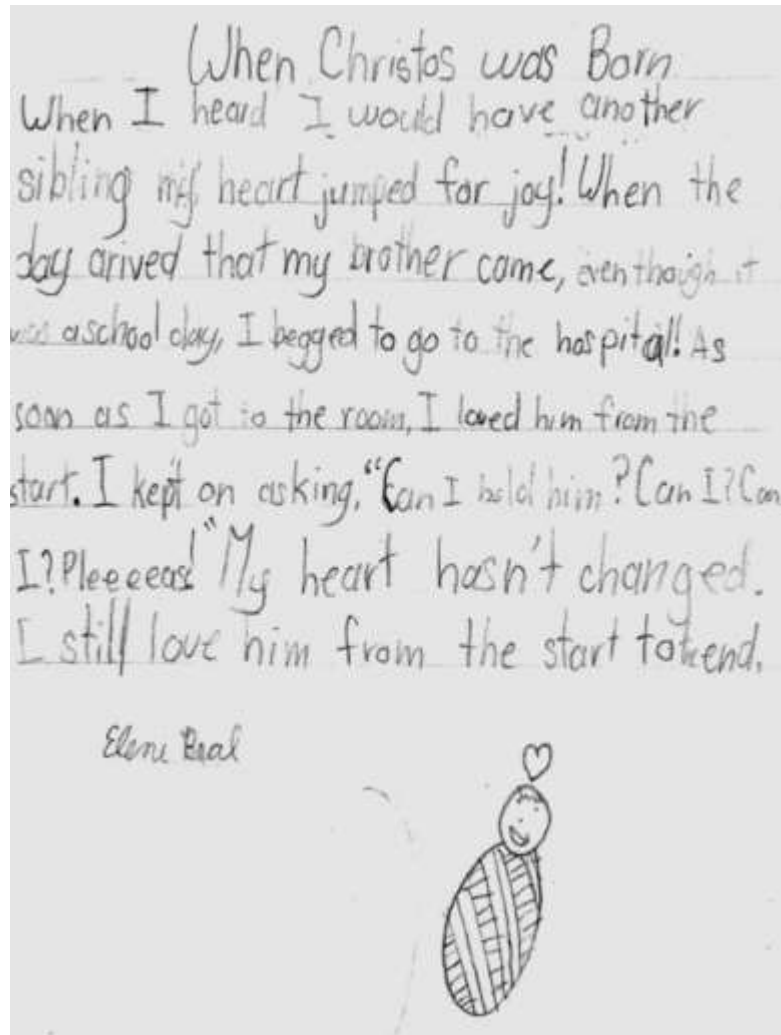 When Christos was Born
When I heard I would have another
sibling my heart jumped for joy! When the
day arived that my brother came, even though it
was a school day, I begged to go to the hospital! As
soon as I got to the room, I loved him from the
start. I kept on asking, "Can I hold him? Can I? Can
I? Pleeeeas!" My heart hasn't changed.
I still love him from the start to the end.
Elene